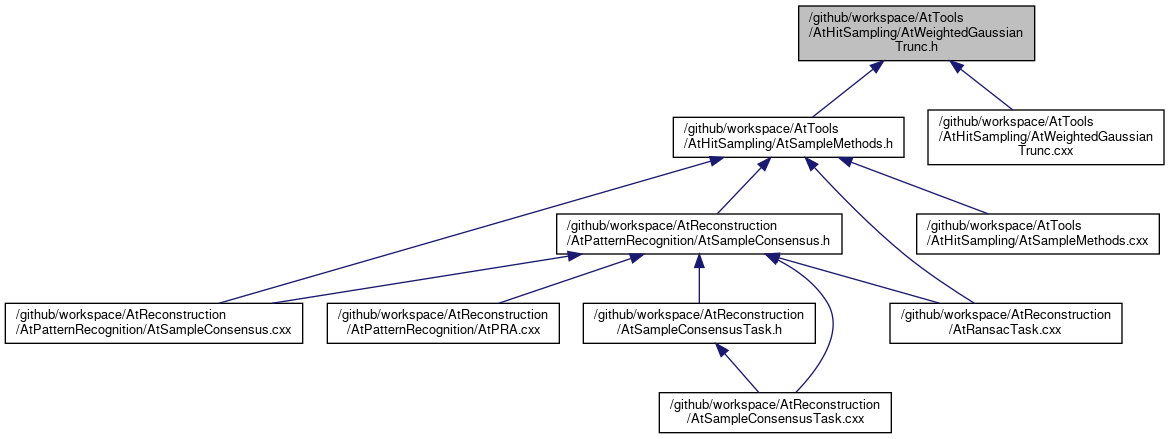 /github/workspace/AtTools
/AtHitSampling/AtWeightedGaussian
Trunc.h
/github/workspace/AtTools
/AtHitSampling/AtSampleMethods.h
/github/workspace/AtTools
/AtHitSampling/AtWeightedGaussian
Trunc.cxx
/github/workspace/AtReconstruction
/AtPatternRecognition/AtSampleConsensus.h
/github/workspace/AtTools
/AtHitSampling/AtSampleMethods.cxx
/github/workspace/AtReconstruction
/AtPatternRecognition/AtSampleConsensus.cxx
/github/workspace/AtReconstruction
/AtPatternRecognition/AtPRA.cxx
/github/workspace/AtReconstruction
/AtSampleConsensusTask.h
/github/workspace/AtReconstruction
/AtRansacTask.cxx
/github/workspace/AtReconstruction
/AtSampleConsensusTask.cxx